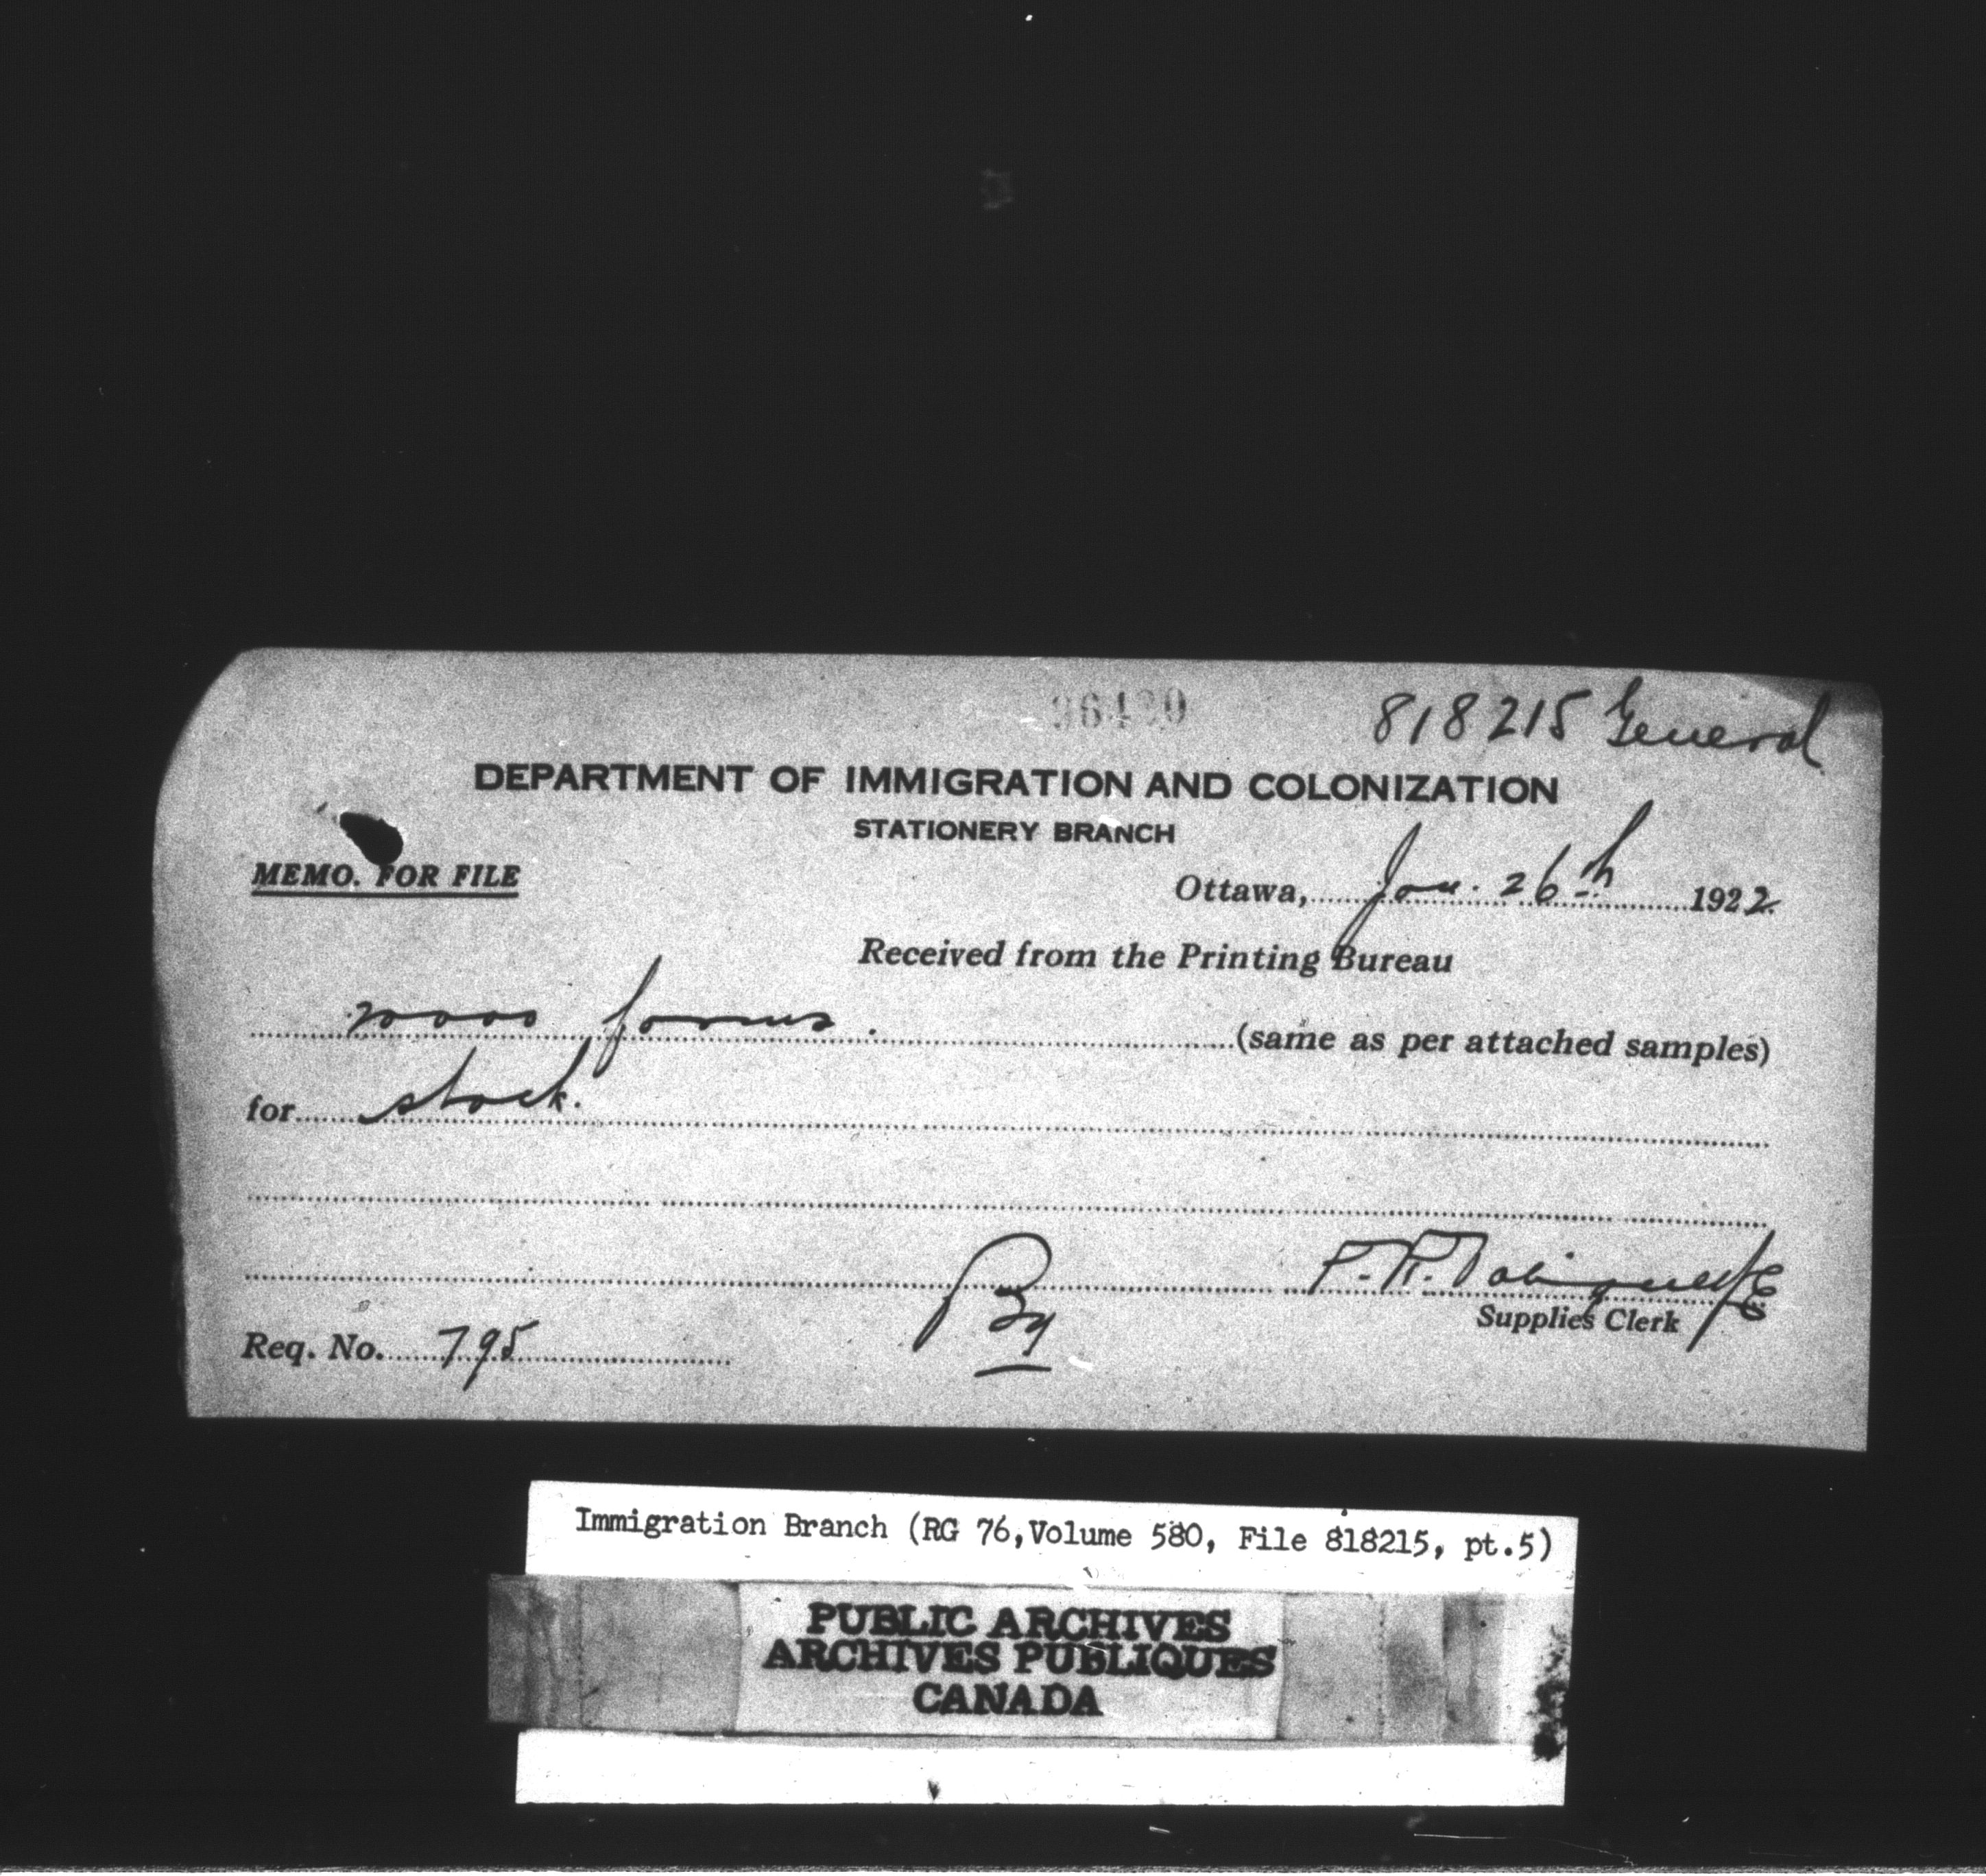 818215 General
DEPARTMENT OF IMMIGRATION AND COLONIZATION
STATIONERY BRANCH
MEMO. FOR FILE
Ottawa, Jan. 26th 1922
Received from the Printing Bureau
forms. (same as per attached samples)
for stock.
P. R.
Supplies Clerk
Req. No. 795
Immigration Branch (RG 76, Volume 580, File 818215, pt.5)
PUBLIC ARCHIVES
ARCHIVES PUBLIQUES
CANADA